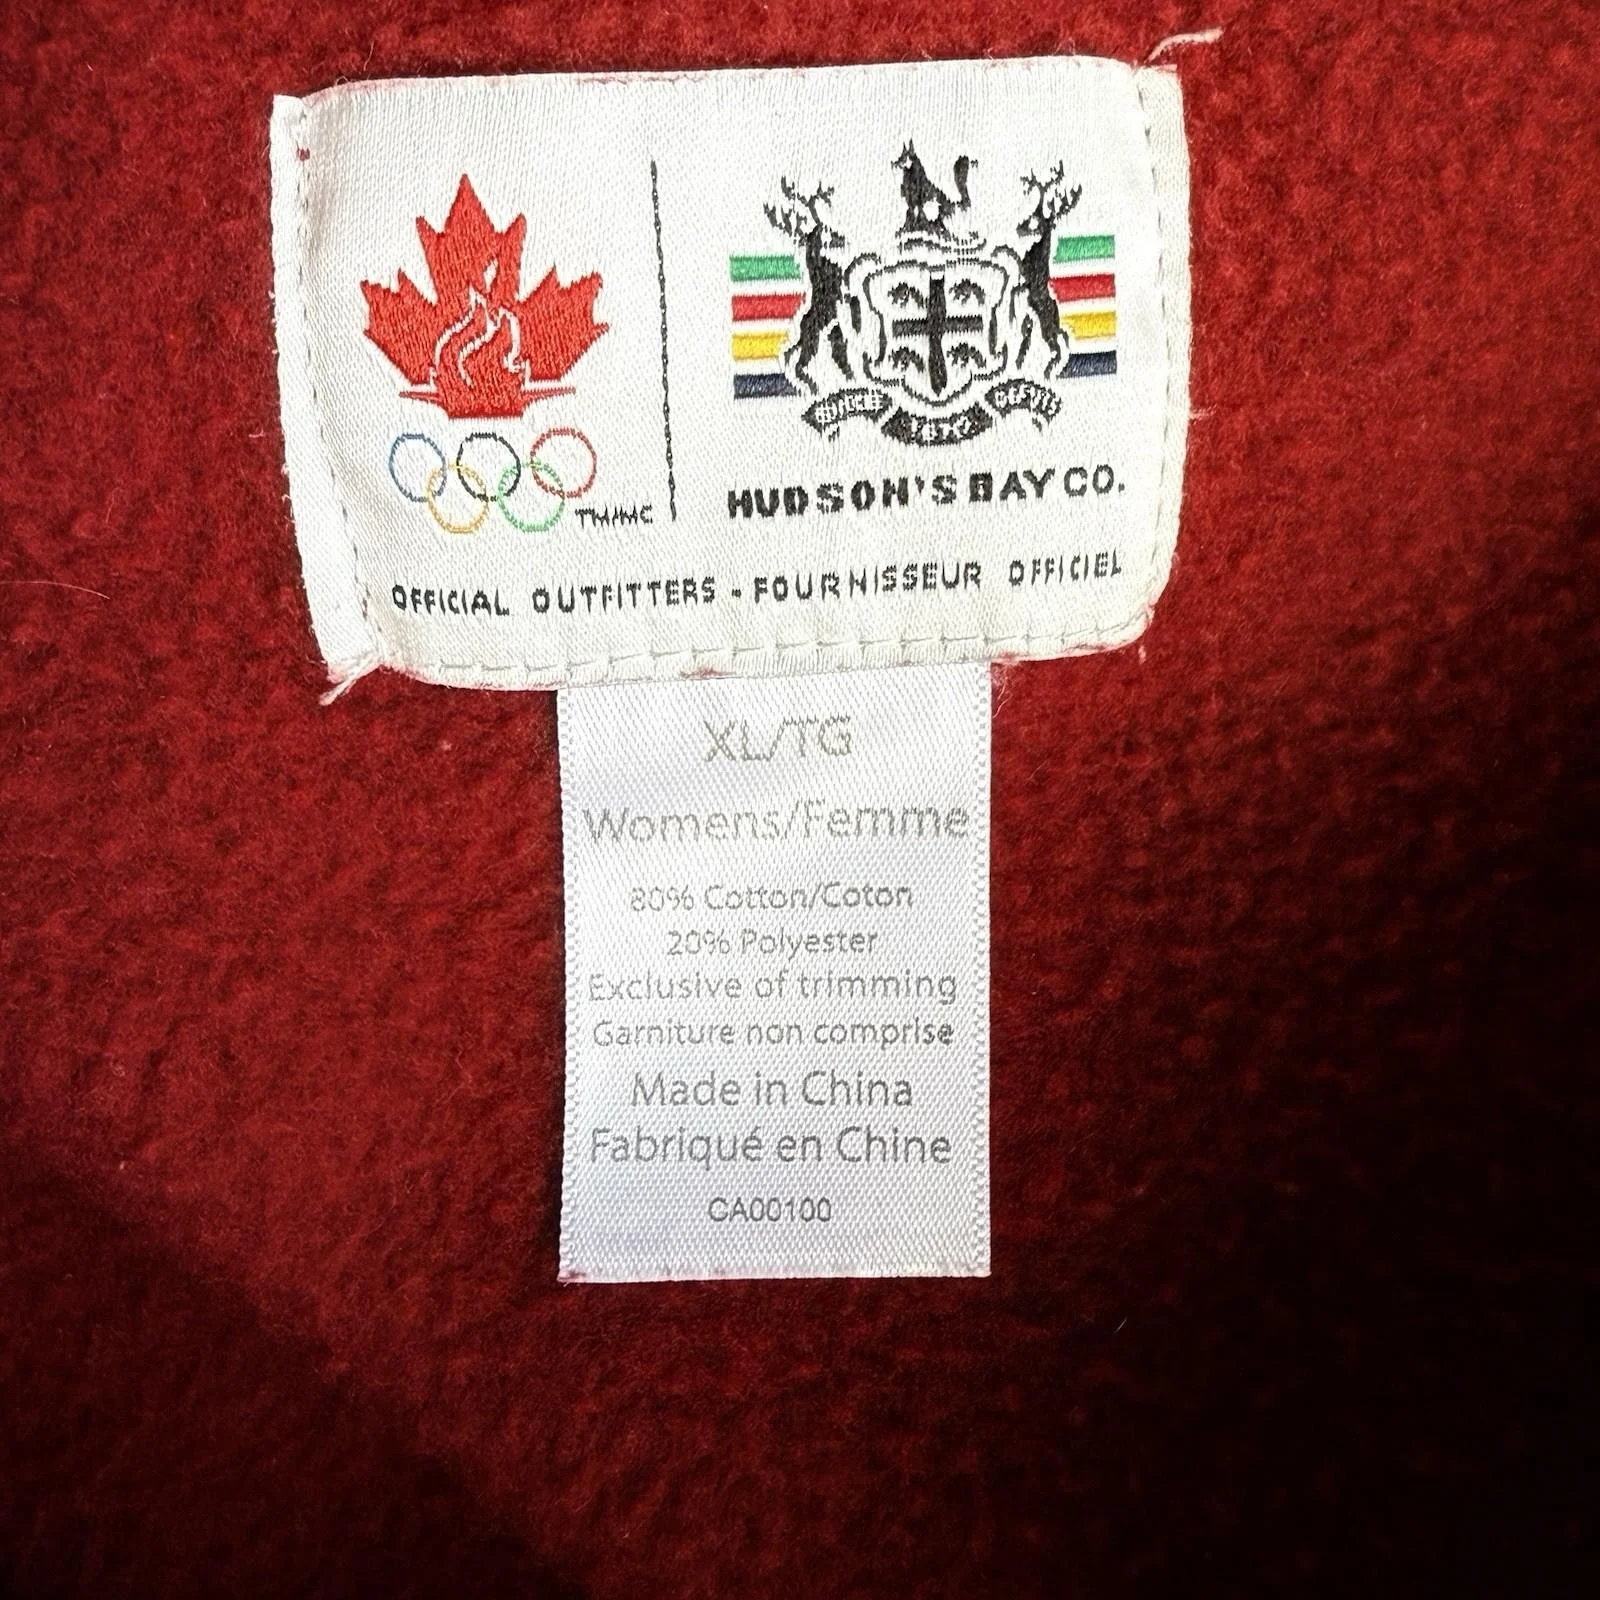 TM/MC
HUDSON'S BAY CO.
OFFICIAL OUTFITTERS - FOURNISSEUR OFFICIEL
XL/TG
Womens/Femme
80% Cotton/Coton
20% Polyester
Exclusive of trimming
Garniture non comprise
Made in China
Fabriqué en Chine
CA00100